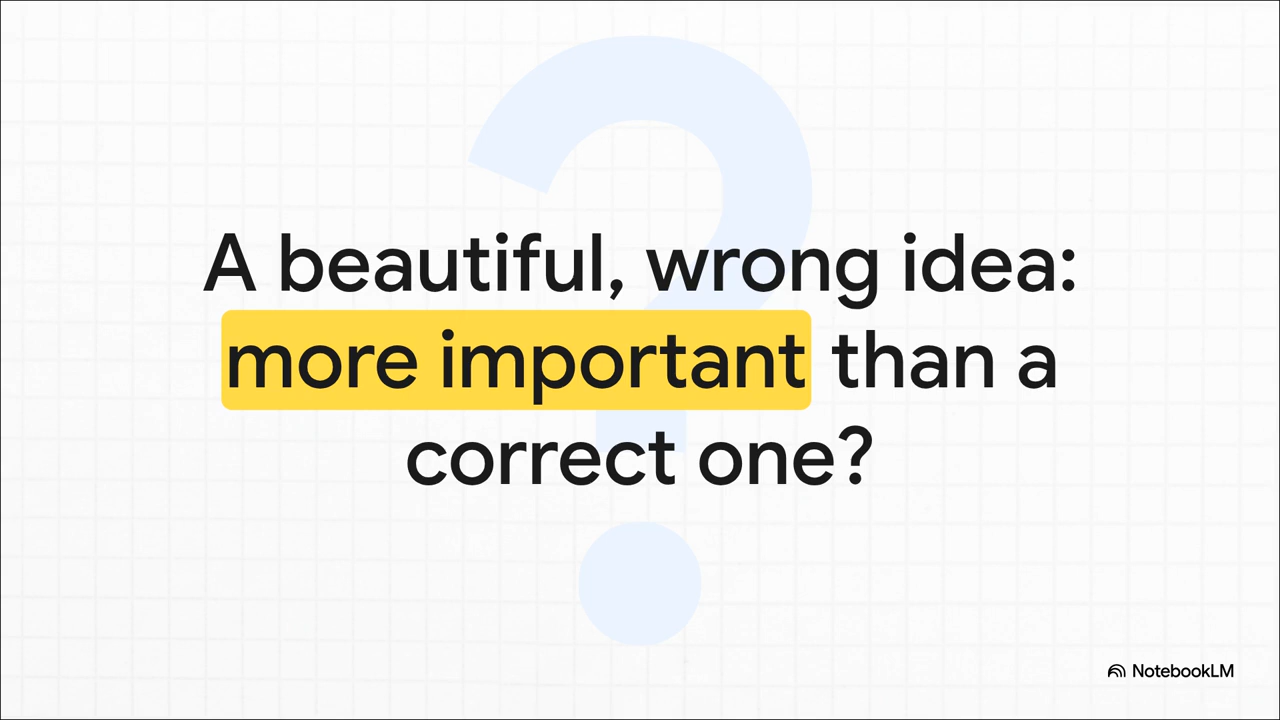 A beautiful, wrong idea:
more important than a
correct one?
NotebookLM